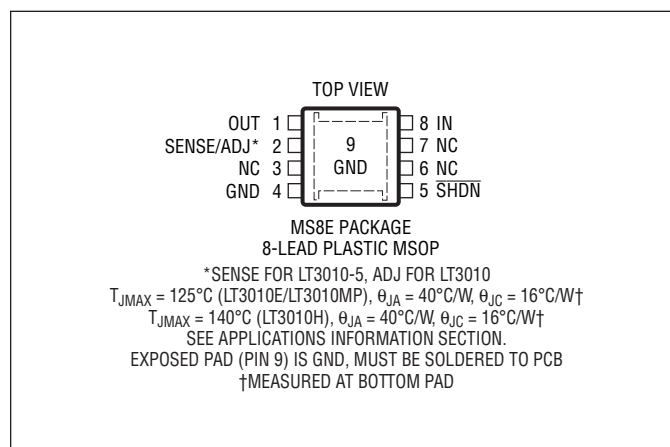 TOP VIEW
OUT 1
SENSE/ADJ* 2
NC 3
GND 4
9
GND
8 IN
7 NC
6 NC
5 S̅H̅D̅N̅
MS8E PACKAGE
8-LEAD PLASTIC MSOP
*SENSE FOR LT3010-5, ADJ FOR LT3010
TJMAX = 125°C (LT3010E/LT3010MP), θJA = 40°C/W, θJC = 16°C/W†
TJMAX = 140°C (LT3010H), θJA = 40°C/W, θJC = 16°C/W†
SEE APPLICATIONS INFORMATION SECTION.
EXPOSED PAD (PIN 9) IS GND, MUST BE SOLDERED TO PCB
†MEASURED AT BOTTOM PAD